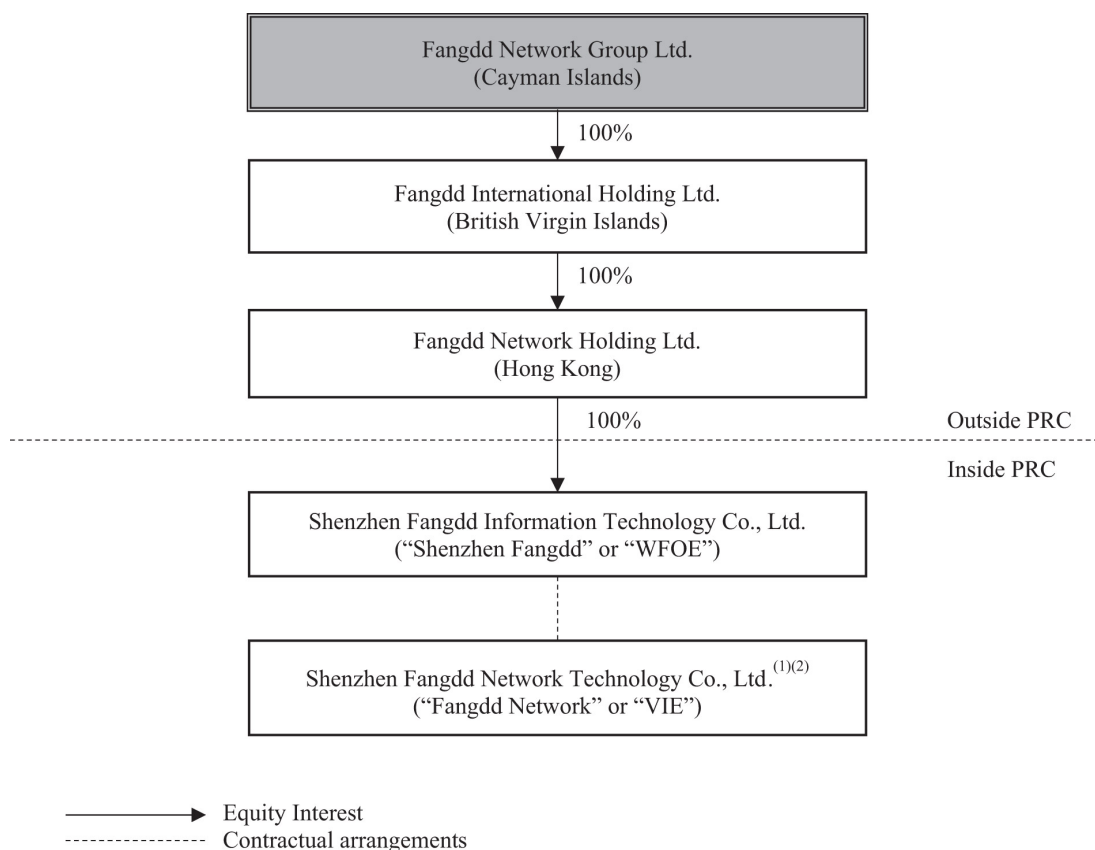 Fangdd Network Group Ltd.
(Cayman Islands)
100%
Fangdd International Holding Ltd.
(British Virgin Islands)
100%
Fangdd Network Holding Ltd.
(Hong Kong)
100%
Outside PRC
Inside PRC
Shenzhen Fangdd Information Technology Co., Ltd.
(“Shenzhen Fangdd” or “WFOE”)
Shenzhen Fangdd Network Technology Co., Ltd.(1)(2)
(“Fangdd Network” or “VIE”)
Equity Interest
Contractual arrangements